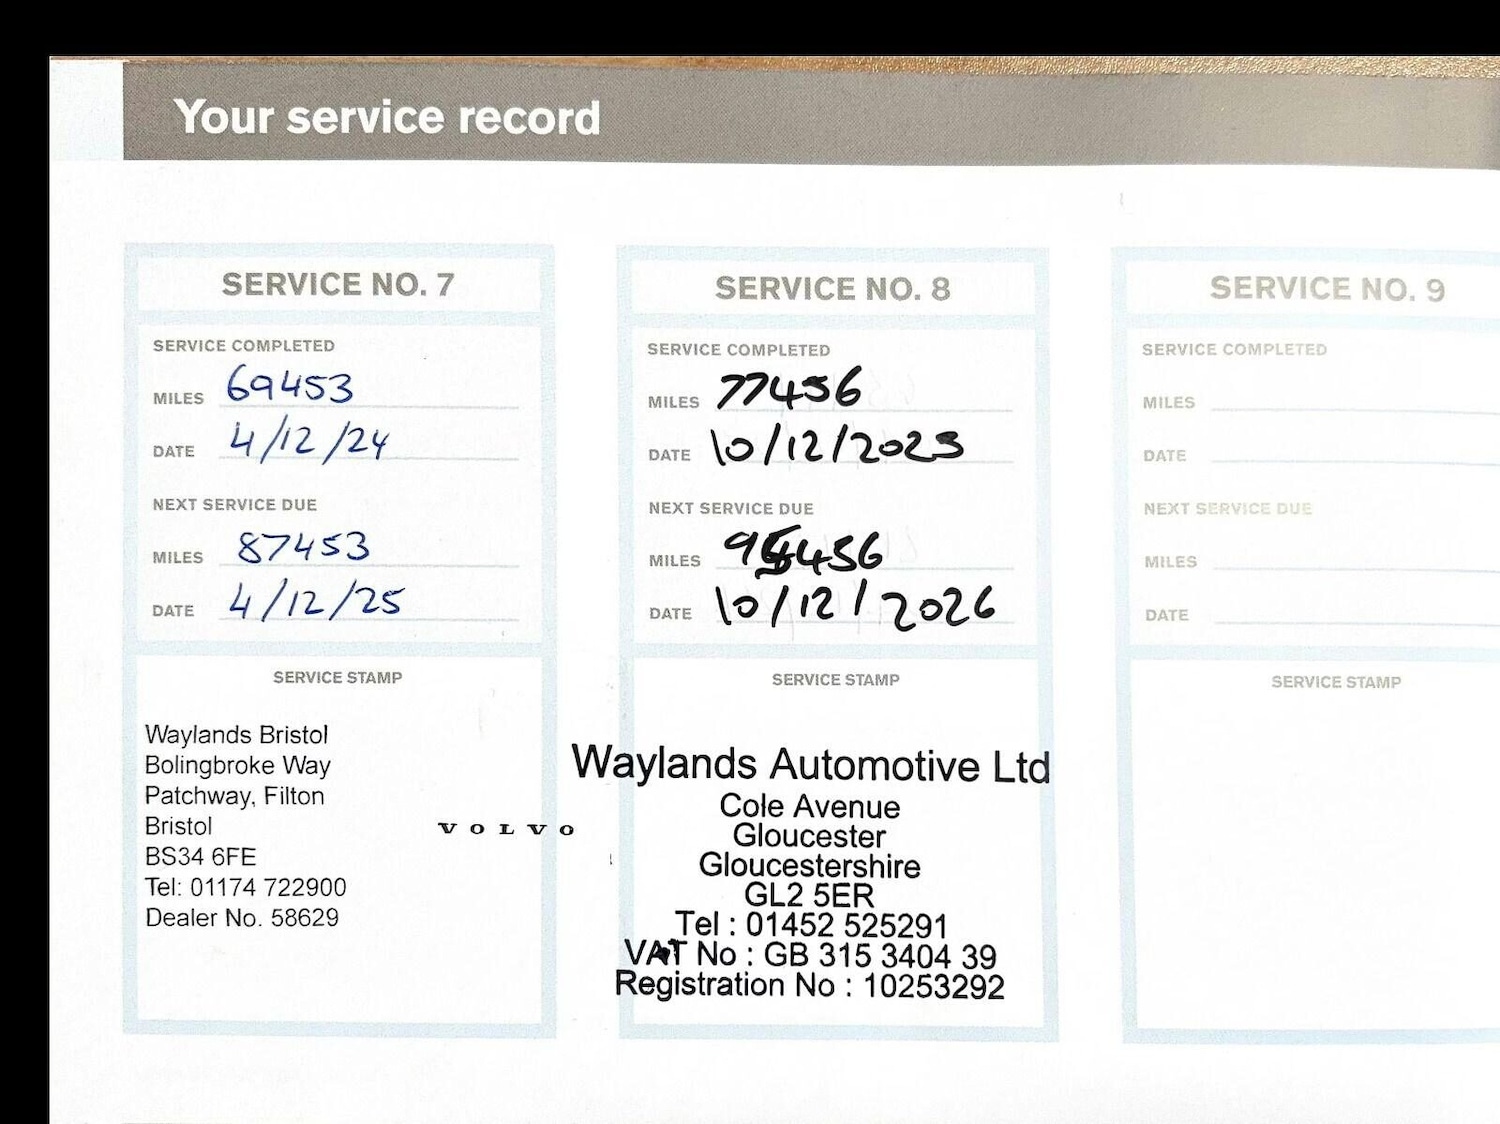 Your service record
SERVICE NO. 7
SERVICE COMPLETED
MILES 69453
DATE 4/12/24
NEXT SERVICE DUE
MILES 87453
DATE 4/12/25
SERVICE STAMP
Waylands Bristol
Bolingbroke Way
Patchway, Filton
Bristol
BS34 6FE
Tel: 01174 722900
Dealer No. 58629
VOLVO
SERVICE NO. 8
SERVICE COMPLETED
MILES 77456
DATE 10/12/2025
NEXT SERVICE DUE
MILES
DATE 10/12/2026
SERVICE STAMP
Waylands Automotive Ltd
Cole Avenue
Gloucester
Gloucestershire
GL2 5ER
Tel : 01452 525291
VAT No : GB 315 3404 39
Registration No : 10253292
SERVICE NO. 9
SERVICE COMPLETED
MILES
DATE
NEXT SERVICE DUE
MILES
DATE
SERVICE STAMP